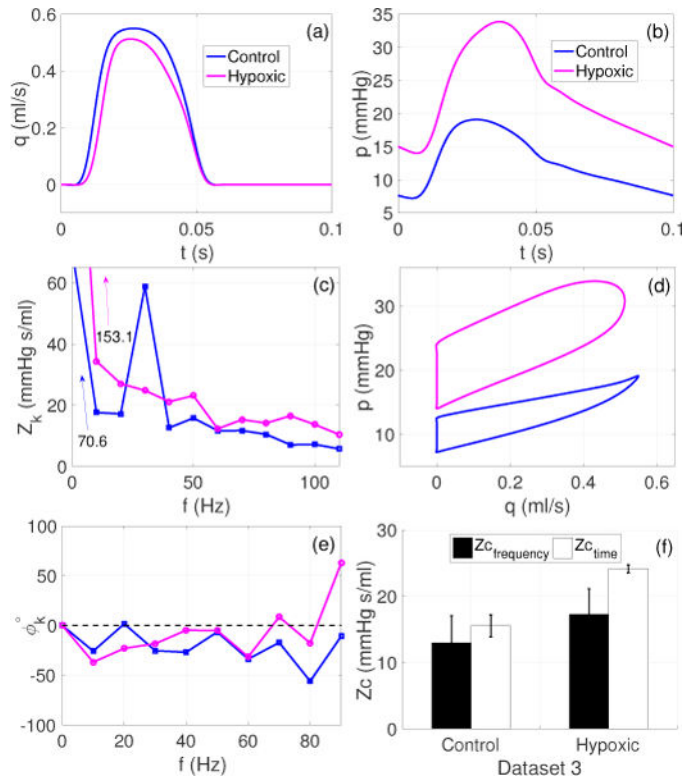 (a)
Control
Hypoxic
q (ml/s)
0.6
0.4
0.2
0
0
0.05
0.1
t (s)
(b)
Control
Hypoxic
p (mmHg)
35
30
25
20
15
10
5
0
0.05
0.1
t (s)
(c)
153.1
70.6
Z_k (mmHg s/ml)
60
40
20
0
0
50
100
f (Hz)
(d)
p (mmHg)
30
20
10
0
0.2
0.4
0.6
q (ml/s)
(e)
ϕ_k°
100
50
0
-50
-100
0
20
40
60
80
f (Hz)
Zc_frequency
Zc_time
(f)
Zc (mmHg s/ml)
30
20
10
0
Control
Hypoxic
Dataset 3